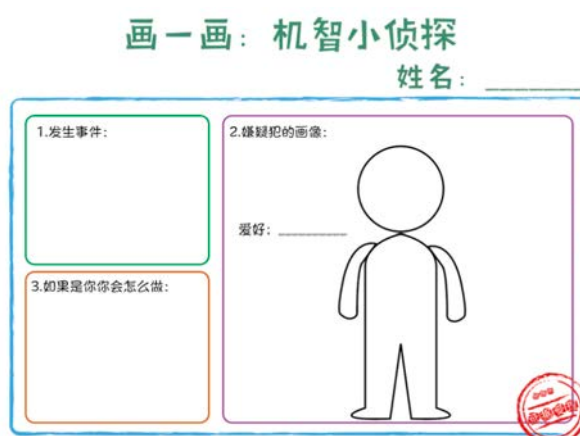 画一画：机智小侦探
姓名：
1.发生事件：
2.嫌疑犯的画像：
爱好：
3.如果是你你会怎么做：